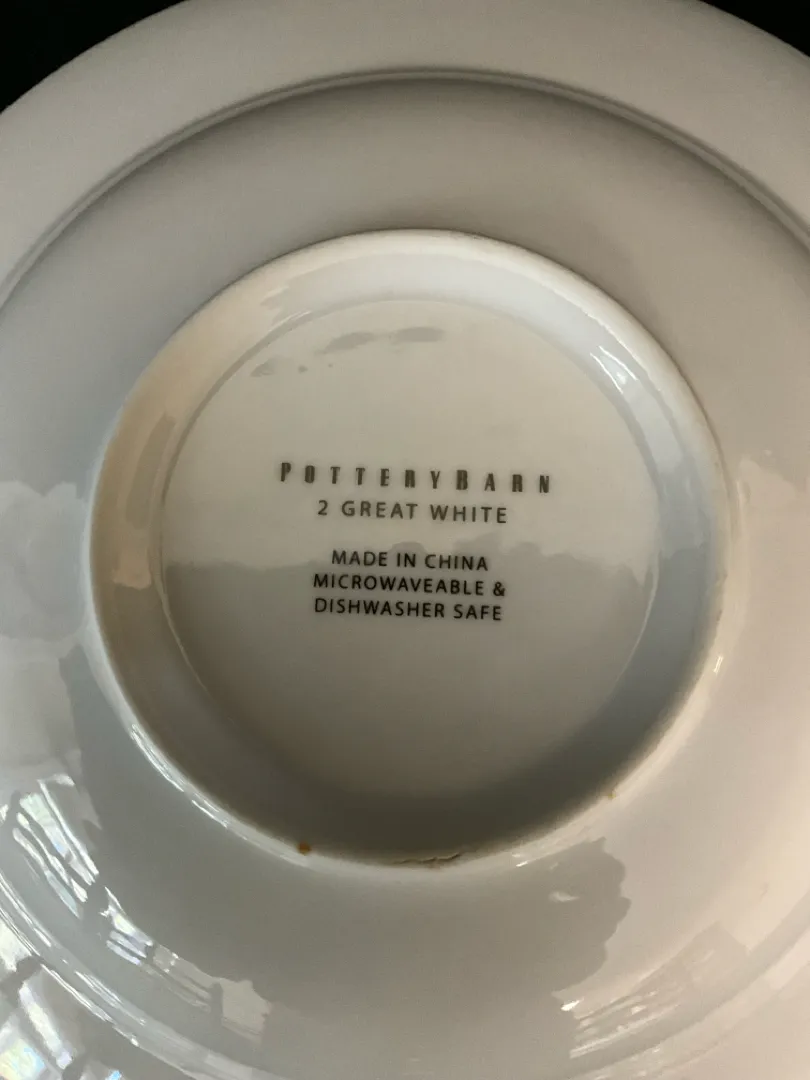 POTTERYBARN
2 GREAT WHITE
MADE IN CHINA
MICROWAVEABLE &
DISHWASHER SAFE